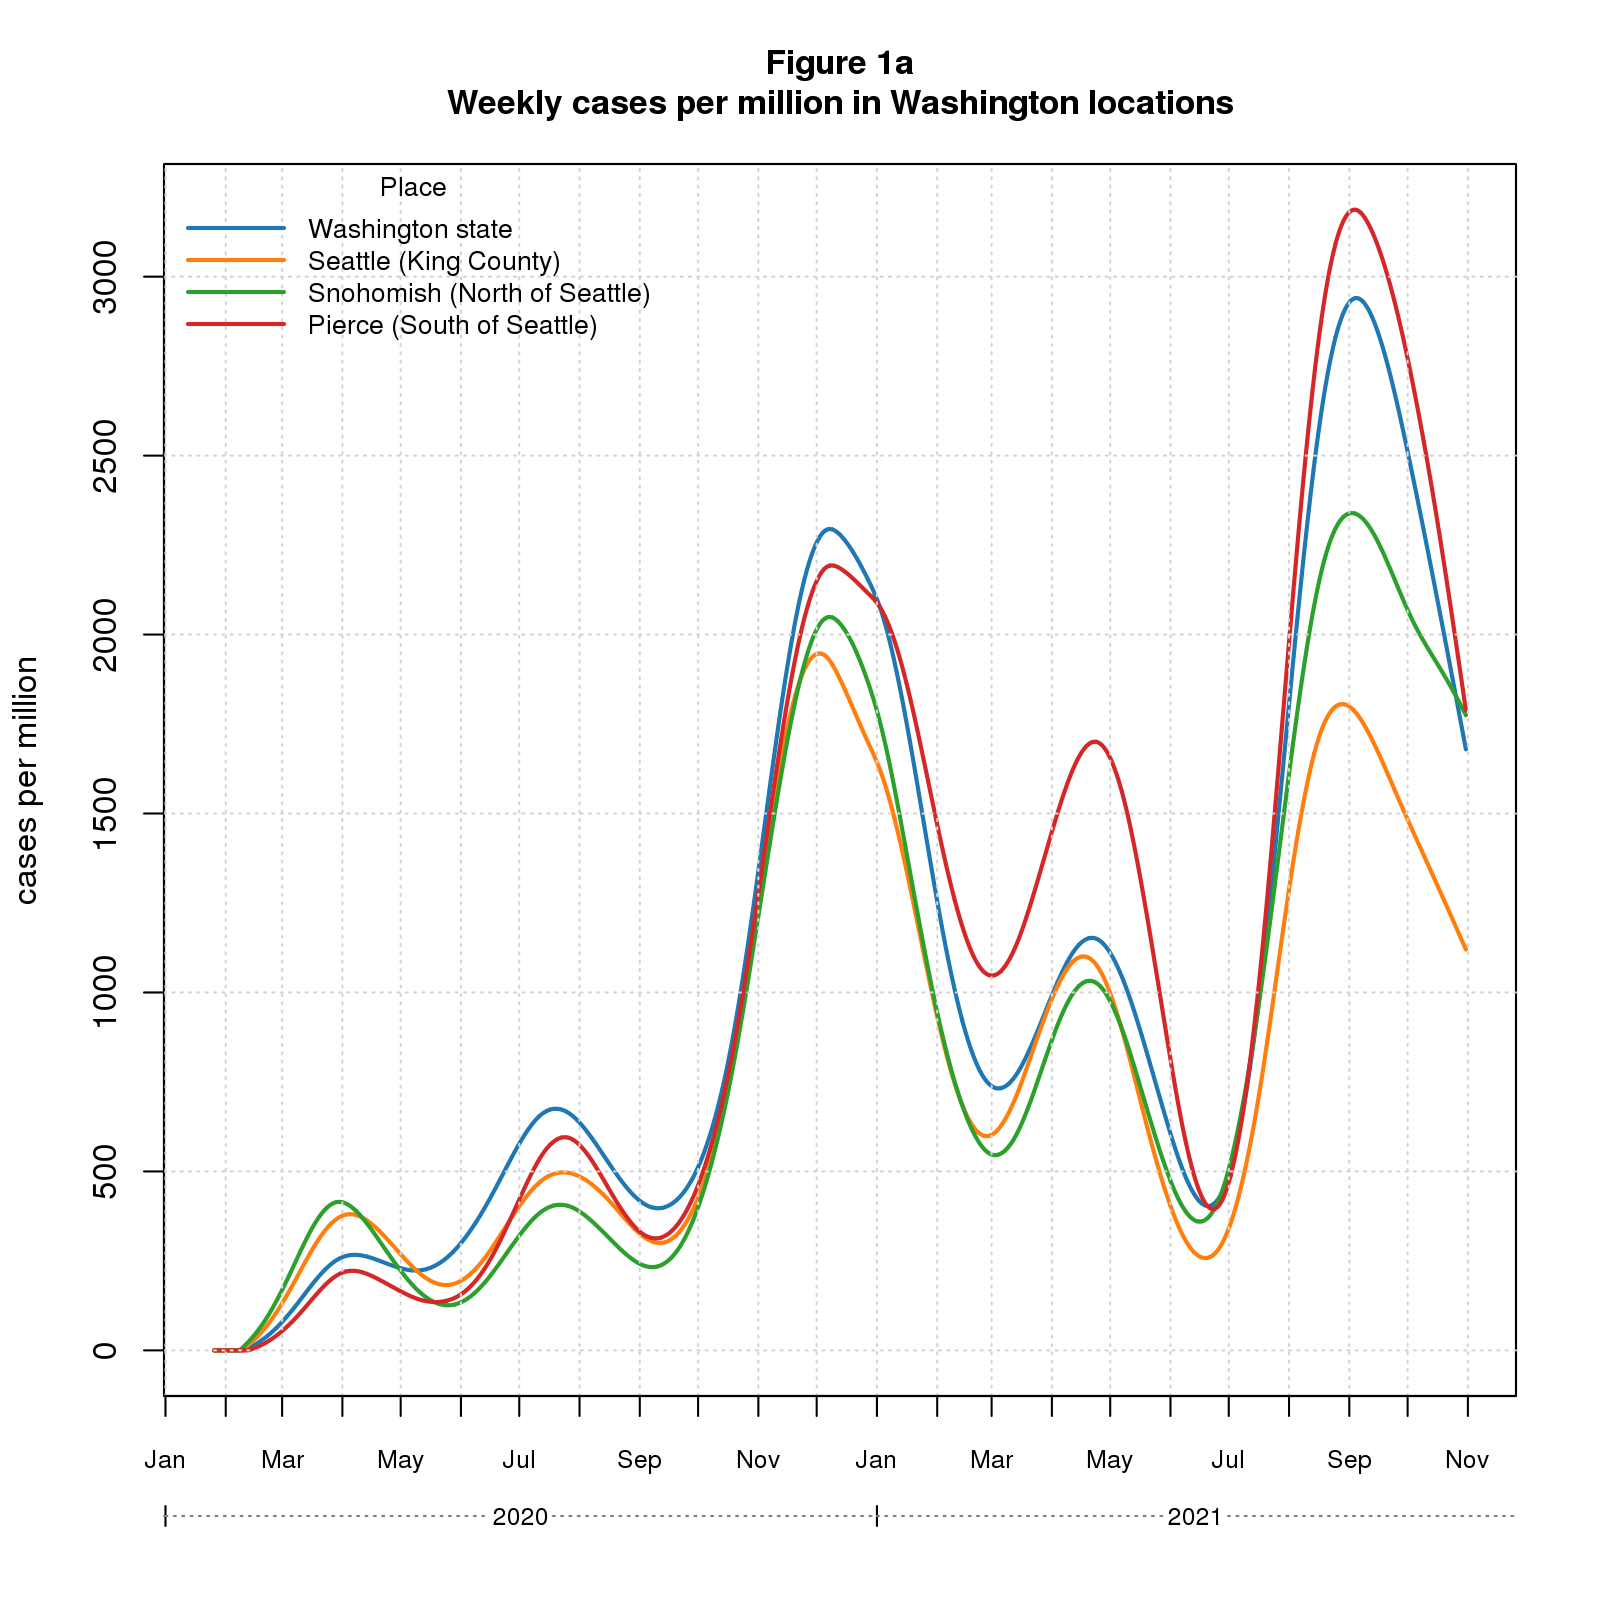 Figure 1a
Weekly cases per million in Washington locations
Place
Washington state
Seattle (King County)
Snohomish (North of Seattle)
Pierce (South of Seattle)
cases per million
3000
2500
2000
1500
1000
500
0
Jan Mar May Jul Sep Nov Jan Mar May Jul Sep Nov
2020 2021